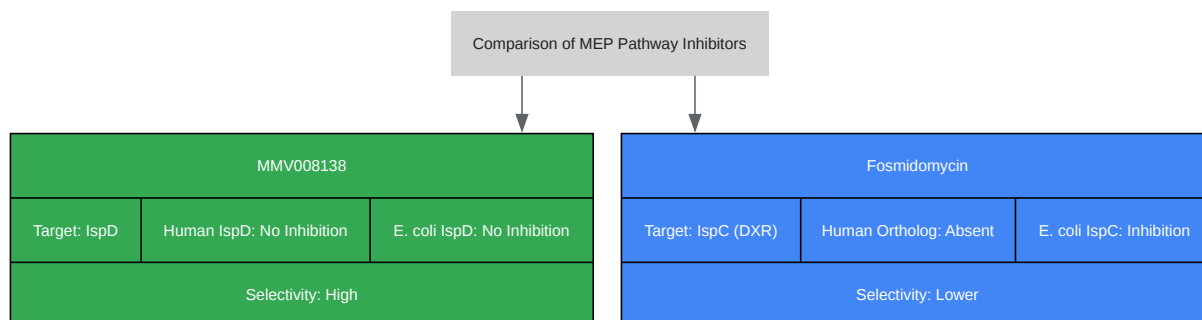 Comparison of MEP Pathway Inhibitors
MMV008138
Target: IspD
Human IspD: No Inhibition
E. coli IspD: No Inhibition
Selectivity: High
Fosmidomycin
Target: IspC (DXR)
Human Ortholog: Absent
E. coli IspC: Inhibition
Selectivity: Lower